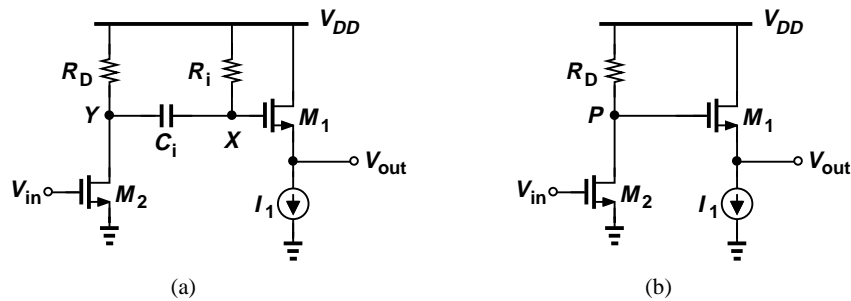 V_DD
R_D
R_i
Y
C_i
X
M_1
V_out
V_in
M_2
I_1
(a)
V_DD
R_D
P
M_1
V_out
V_in
M_2
I_1
(b)